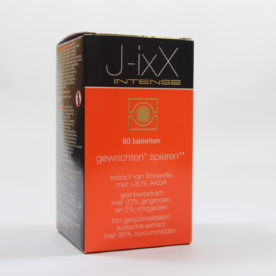 J-ixX
INTENSE
60 tabletten
gewrichten* spieren**
extract van Boswellia
met >30% AKBA
gemberextract
met 20% gingerolen
en 2% shogaolen
bio-geoptimaliseerd
kurkuma-extract
met 95% curcuminoïden